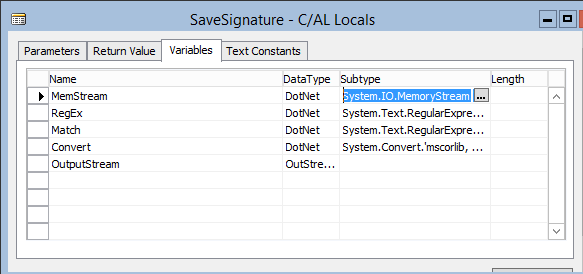 SaveSignature - C/AL Locals
Parameters Return Value Variables Text Constants
Name DataType Subtype Length
MemStream DotNet System.IO.MemoryStream ...
RegEx DotNet System.Text.RegularExpre...
Match DotNet System.Text.RegularExpre...
Convert DotNet System.Convert.'mscorlib, ...
OutputStream OutStre...